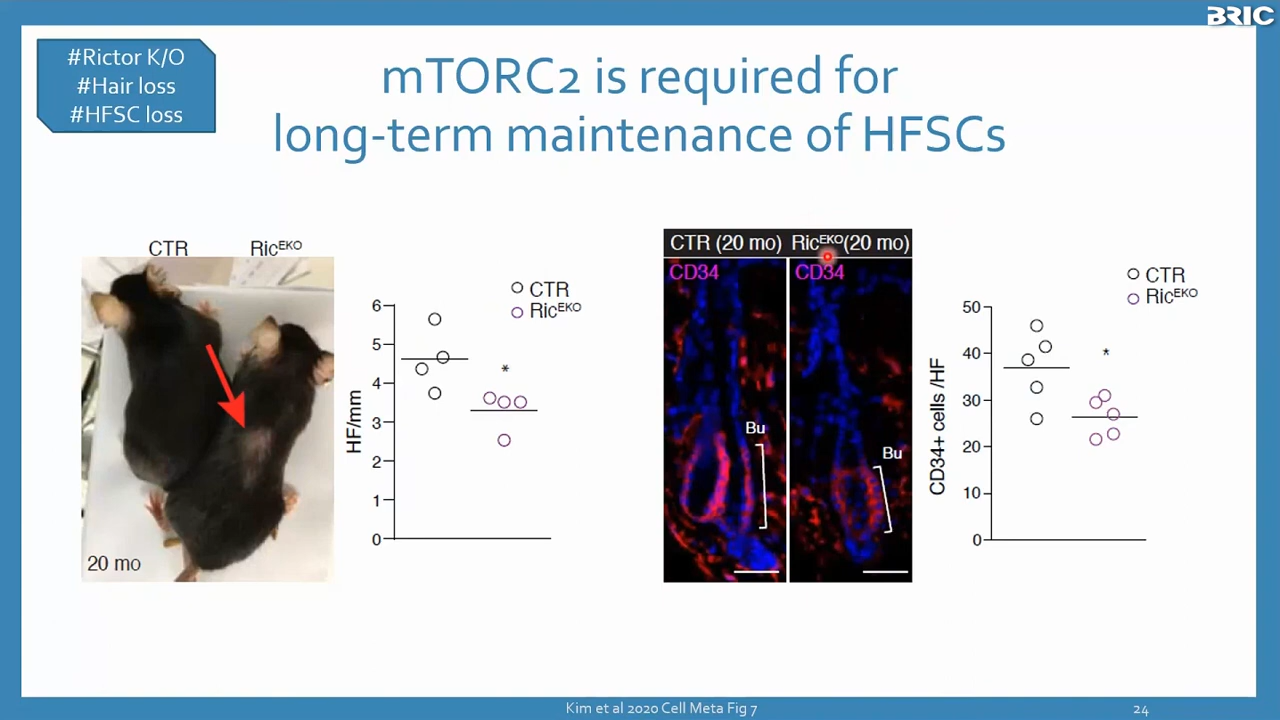 BRIC
#Rictor K/O
#Hair loss
#HFSC loss
mTORC2 is required for
long-term maintenance of HFSCs
CTR
RicEKO
20 mo
HF/mm
6
5
4
3
2
1
0
CTR
RicEKO
*
CTR (20 mo)
RicEKO (20 mo)
CD34
CD34
Bu
Bu
CD34+ cells /HF
50
40
30
20
10
0
CTR
RicEKO
*
Kim et al 2020 Cell Meta Fig 7
24